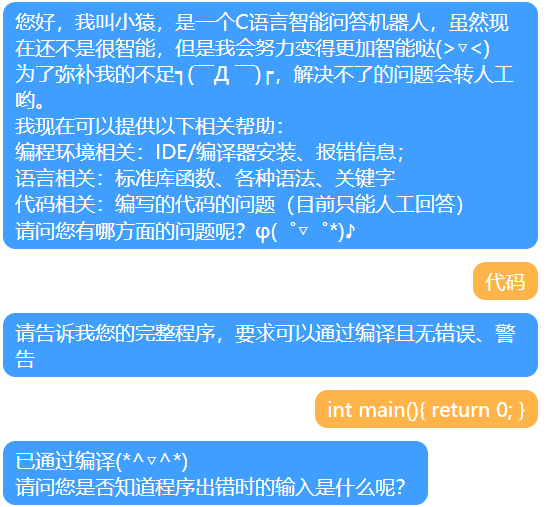 您好，我叫小猿，是一个C语言智能问答机器人，虽然现
在还不是很智能，但是我会努力变得更加智能哒(>▽<)
为了弥补我的不足┑(￣Д ￣)┍，解决不了的问题会转人工
哟。
我现在可以提供以下相关帮助：
编程环境相关：IDE/编译器安装、报错信息；
语言相关：标准库函数、各种语法、关键字
代码相关：编写的代码的问题（目前只能人工回答）
请问您有哪方面的问题呢？φ(゜▽゜*)♪
代码
请告诉我您的完整程序，要求可以通过编译且无错误、警
告
int main(){ return 0; }
已通过编译(*^▽^*)
请问您是否知道程序出错时的输入是什么呢？